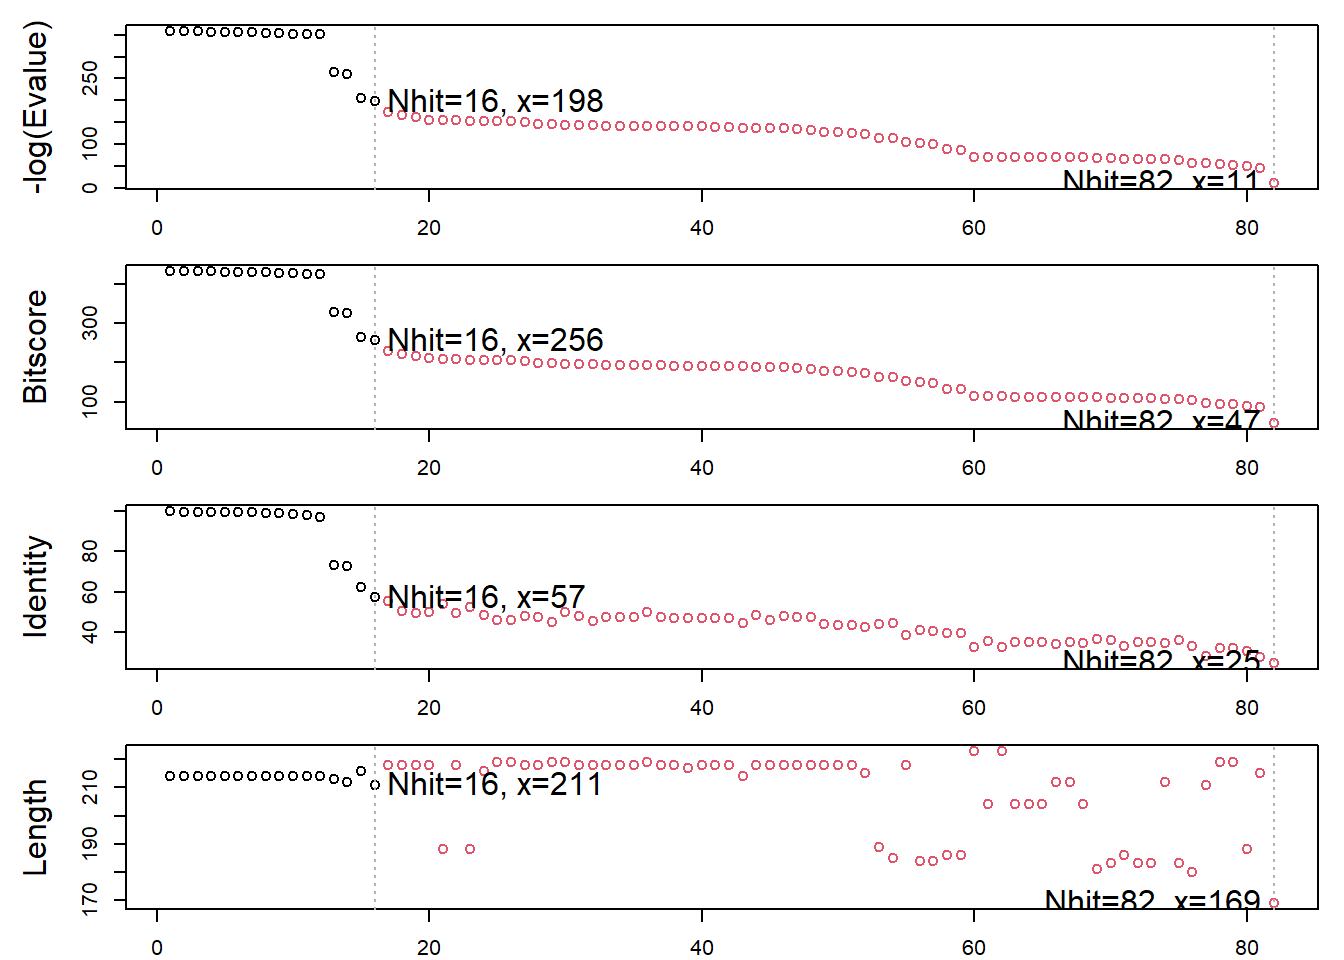 -log(Evalue)
250
100
0
Nhit=16, x=198
Nhit=82, x=11
0 20 40 60 80
Bitscore
300
100
Nhit=16, x=256
Nhit=82, x=47
0 20 40 60 80
Identity
80
60
40
Nhit=16, x=57
Nhit=82, x=25
0 20 40 60 80
Length
210
190
170
Nhit=16, x=211
Nhit=82, x=169
0 20 40 60 80